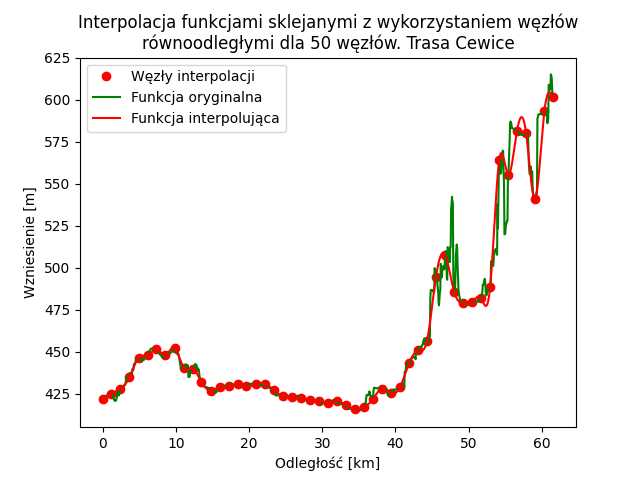 Interpolacja funkcjami sklejanymi z wykorzystaniem węzłów
równoodległymi dla 50 węzłów. Trasa Cewice
Węzły interpolacji
Funkcja oryginalna
Funkcja interpolująca
Wzniesienie [m]
625
600
575
550
525
500
475
450
425
0 10 20 30 40 50 60
Odległość [km]